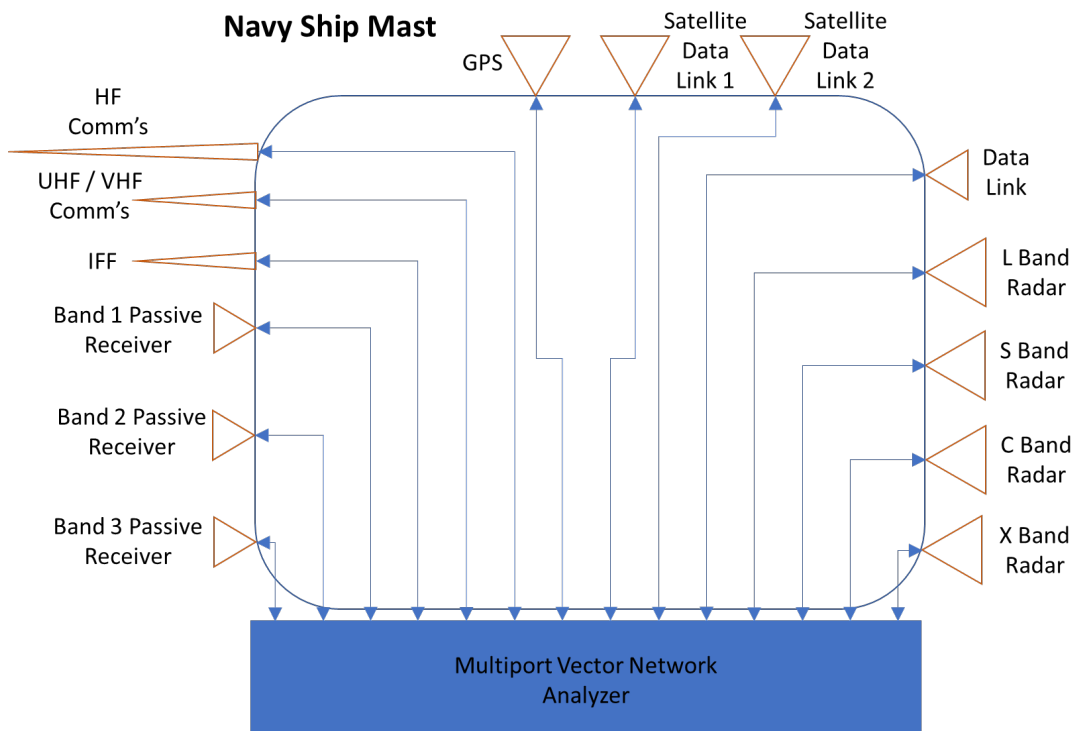 Navy Ship Mast
GPS
Satellite
Data
Link 1
Satellite
Data
Link 2
HF
Comm's
UHF / VHF
Comm's
IFF
Band 1 Passive
Receiver
Band 2 Passive
Receiver
Band 3 Passive
Receiver
Data
Link
L Band
Radar
S Band
Radar
C Band
Radar
X Band
Radar
Multiport Vector Network
Analyzer